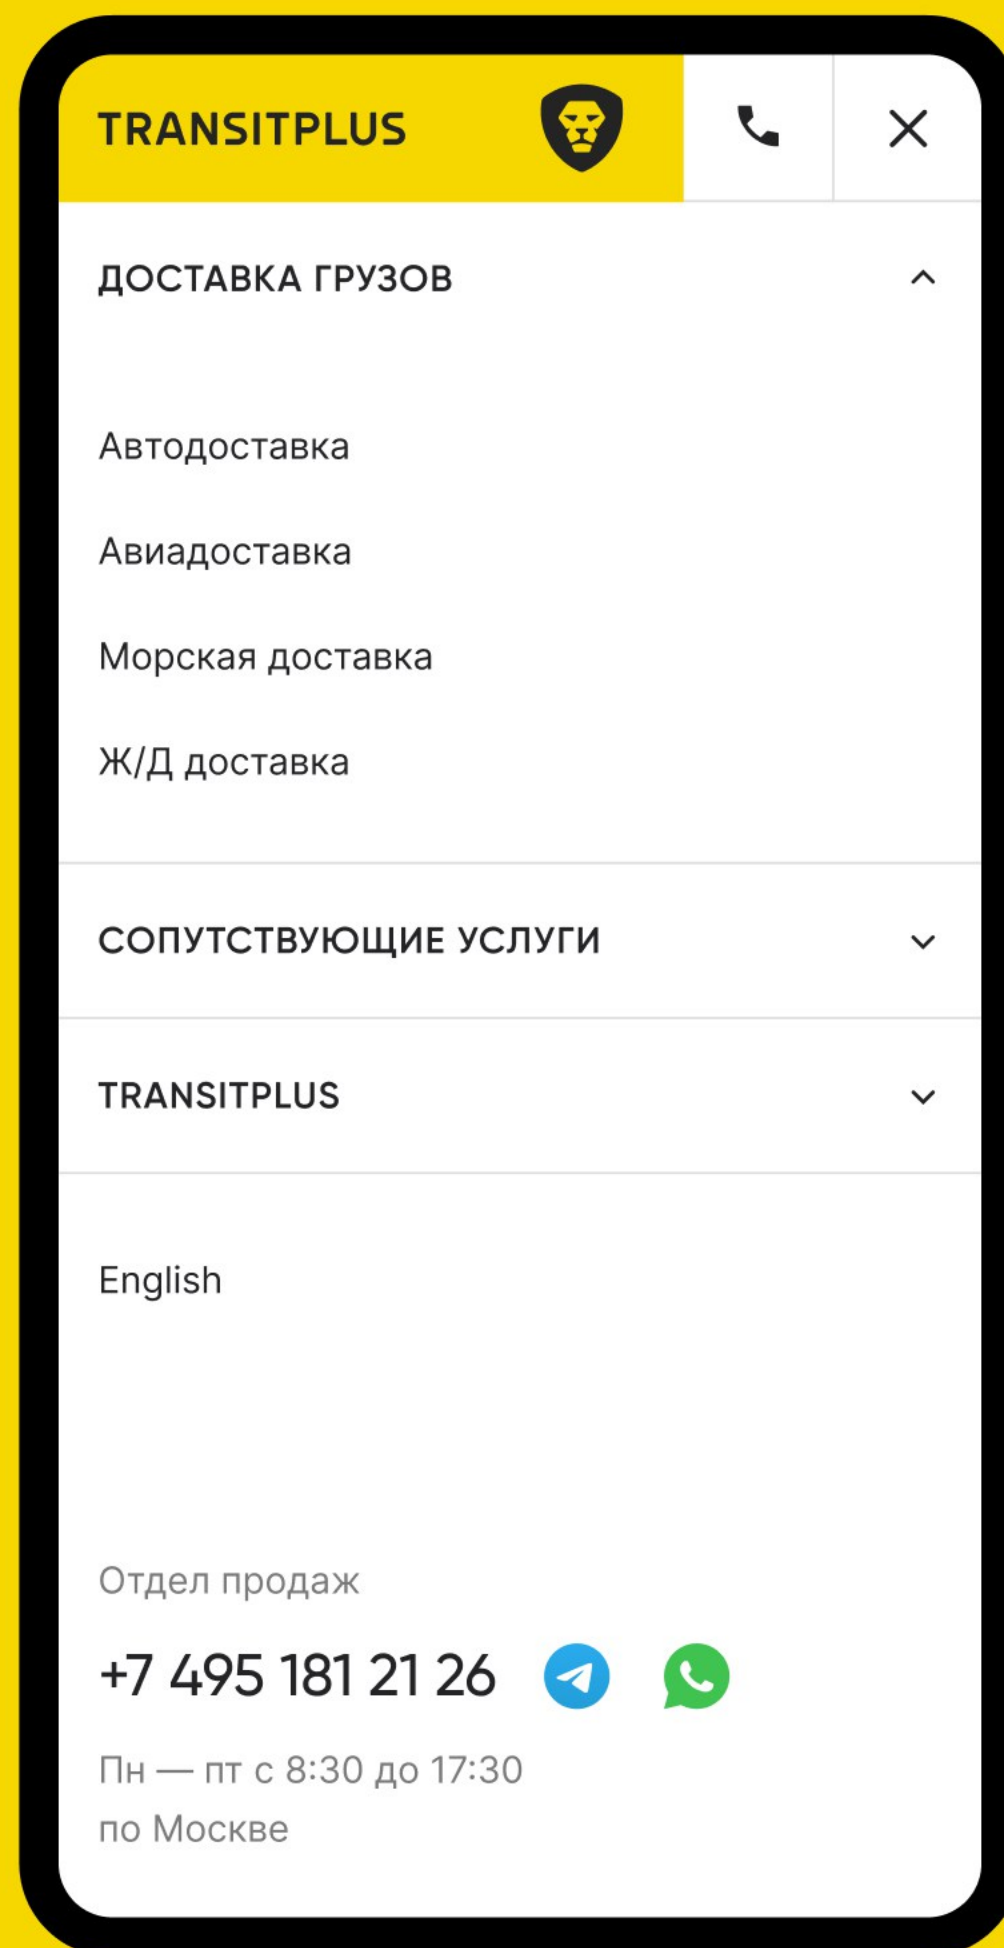 TRANSITPLUS
ДОСТАВКА ГРУЗОВ
Автодоставка
Авиадоставка
Морская доставка
Ж/Д доставка
СОПУТСТВУЮЩИЕ УСЛУГИ
TRANSITPLUS
English
Отдел продаж
+7 495 181 21 26
Пн — пт с 8:30 до 17:30
по Москве